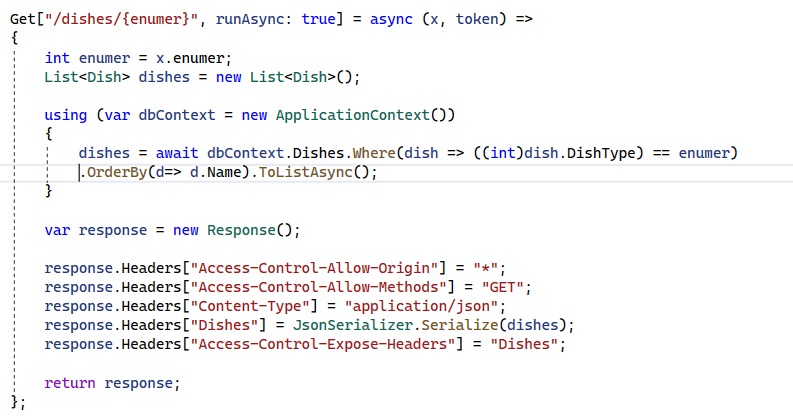 Get["/dishes/{enumer}", runAsync: true] = async (x, token) =>
{
    int enumer = x.enumer;
    List<Dish> dishes = new List<Dish>();

    using (var dbContext = new ApplicationContext())
    {
        dishes = await dbContext.Dishes.Where(dish => ((int)dish.DishType) == enumer)
        .OrderBy(d=> d.Name).ToListAsync();
    }

    var response = new Response();

    response.Headers["Access-Control-Allow-Origin"] = "*";
    response.Headers["Access-Control-Allow-Methods"] = "GET";
    response.Headers["Content-Type"] = "application/json";
    response.Headers["Dishes"] = JsonSerializer.Serialize(dishes);
    response.Headers["Access-Control-Expose-Headers"] = "Dishes";

    return response;
};